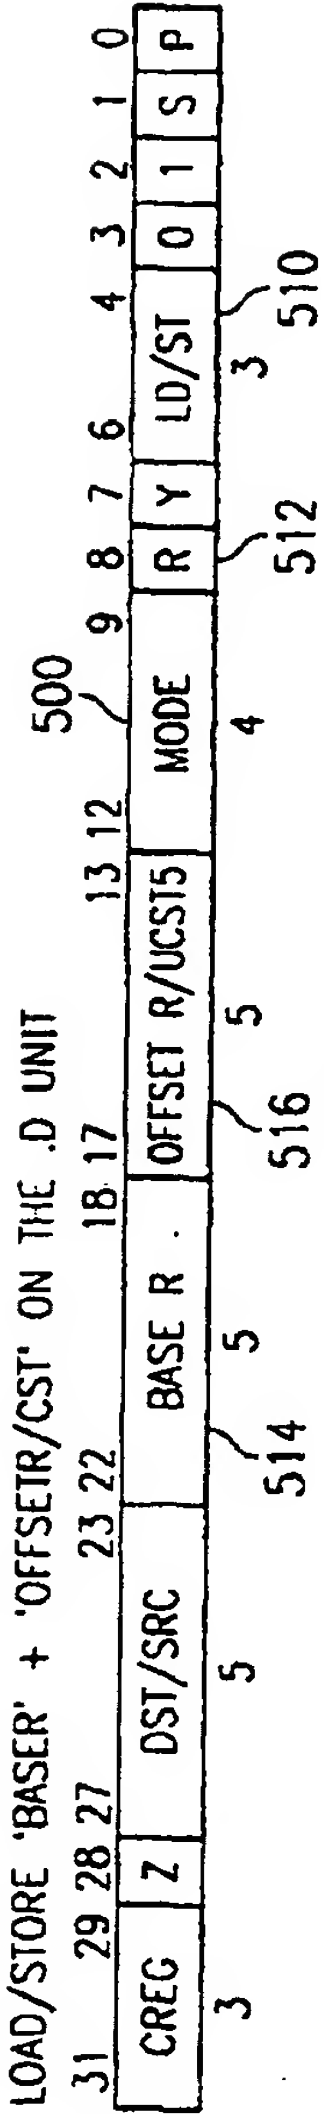 LOAD/STORE 'BASER' + 'OFFSETR/CST' ON THE .D UNIT
500
31 29 28 27 23 22 18 17 13 12 9 8 7 6 4 3 2 1 0
CREG Z DST/SRC BASE R . OFFSET R/UCST5 MODE R Y LD/ST 0 1 S P
3 5 5 5 4 3
514 516 512 510